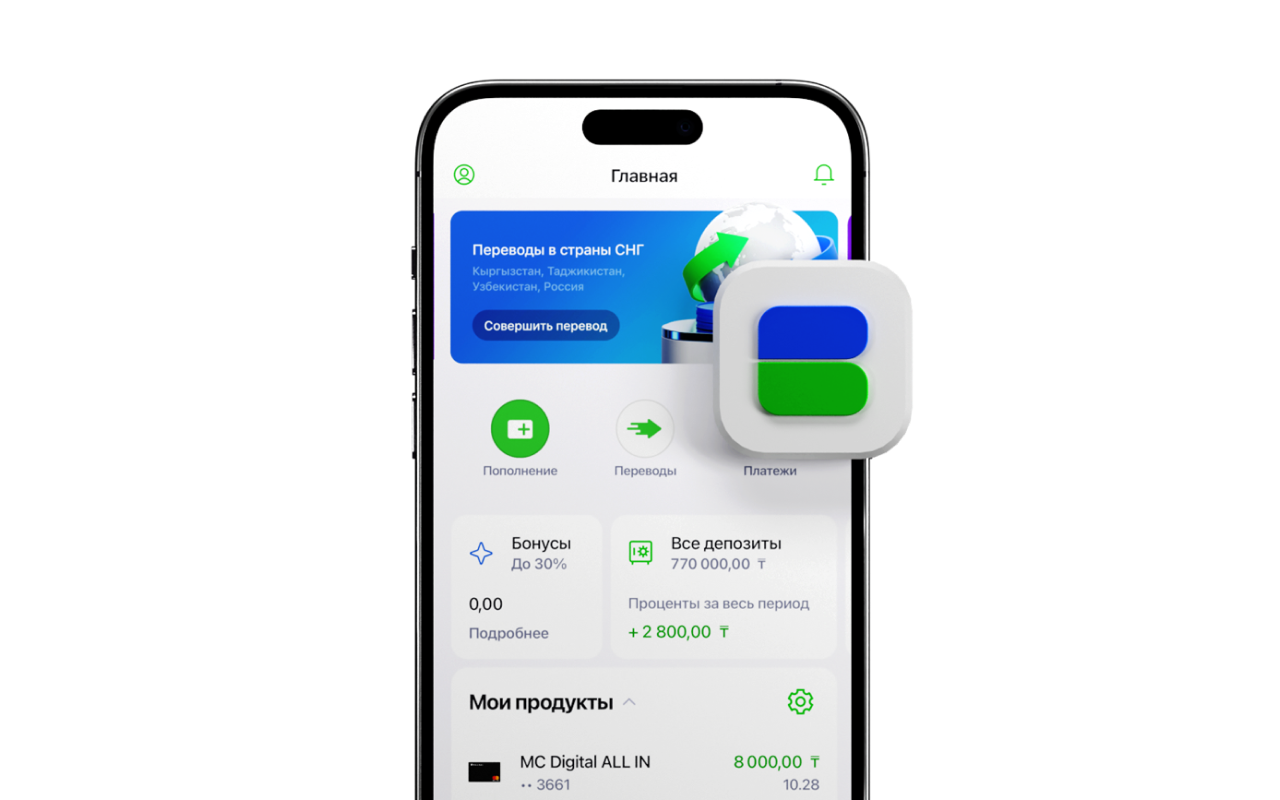 Главная
Переводы в страны СНГ
Кыргызстан, Таджикистан,
Узбекистан, Россия
Совершить перевод
Пополнение
Переводы
Платежи
Бонусы
До 30%
0,00
Подробнее
Все депозиты
770 000,00 ₸
Проценты за весь период
+ 2 800,00 ₸
Мои продукты
MC Digital ALL IN
8 000,00 ₸
•• 3661
10.28